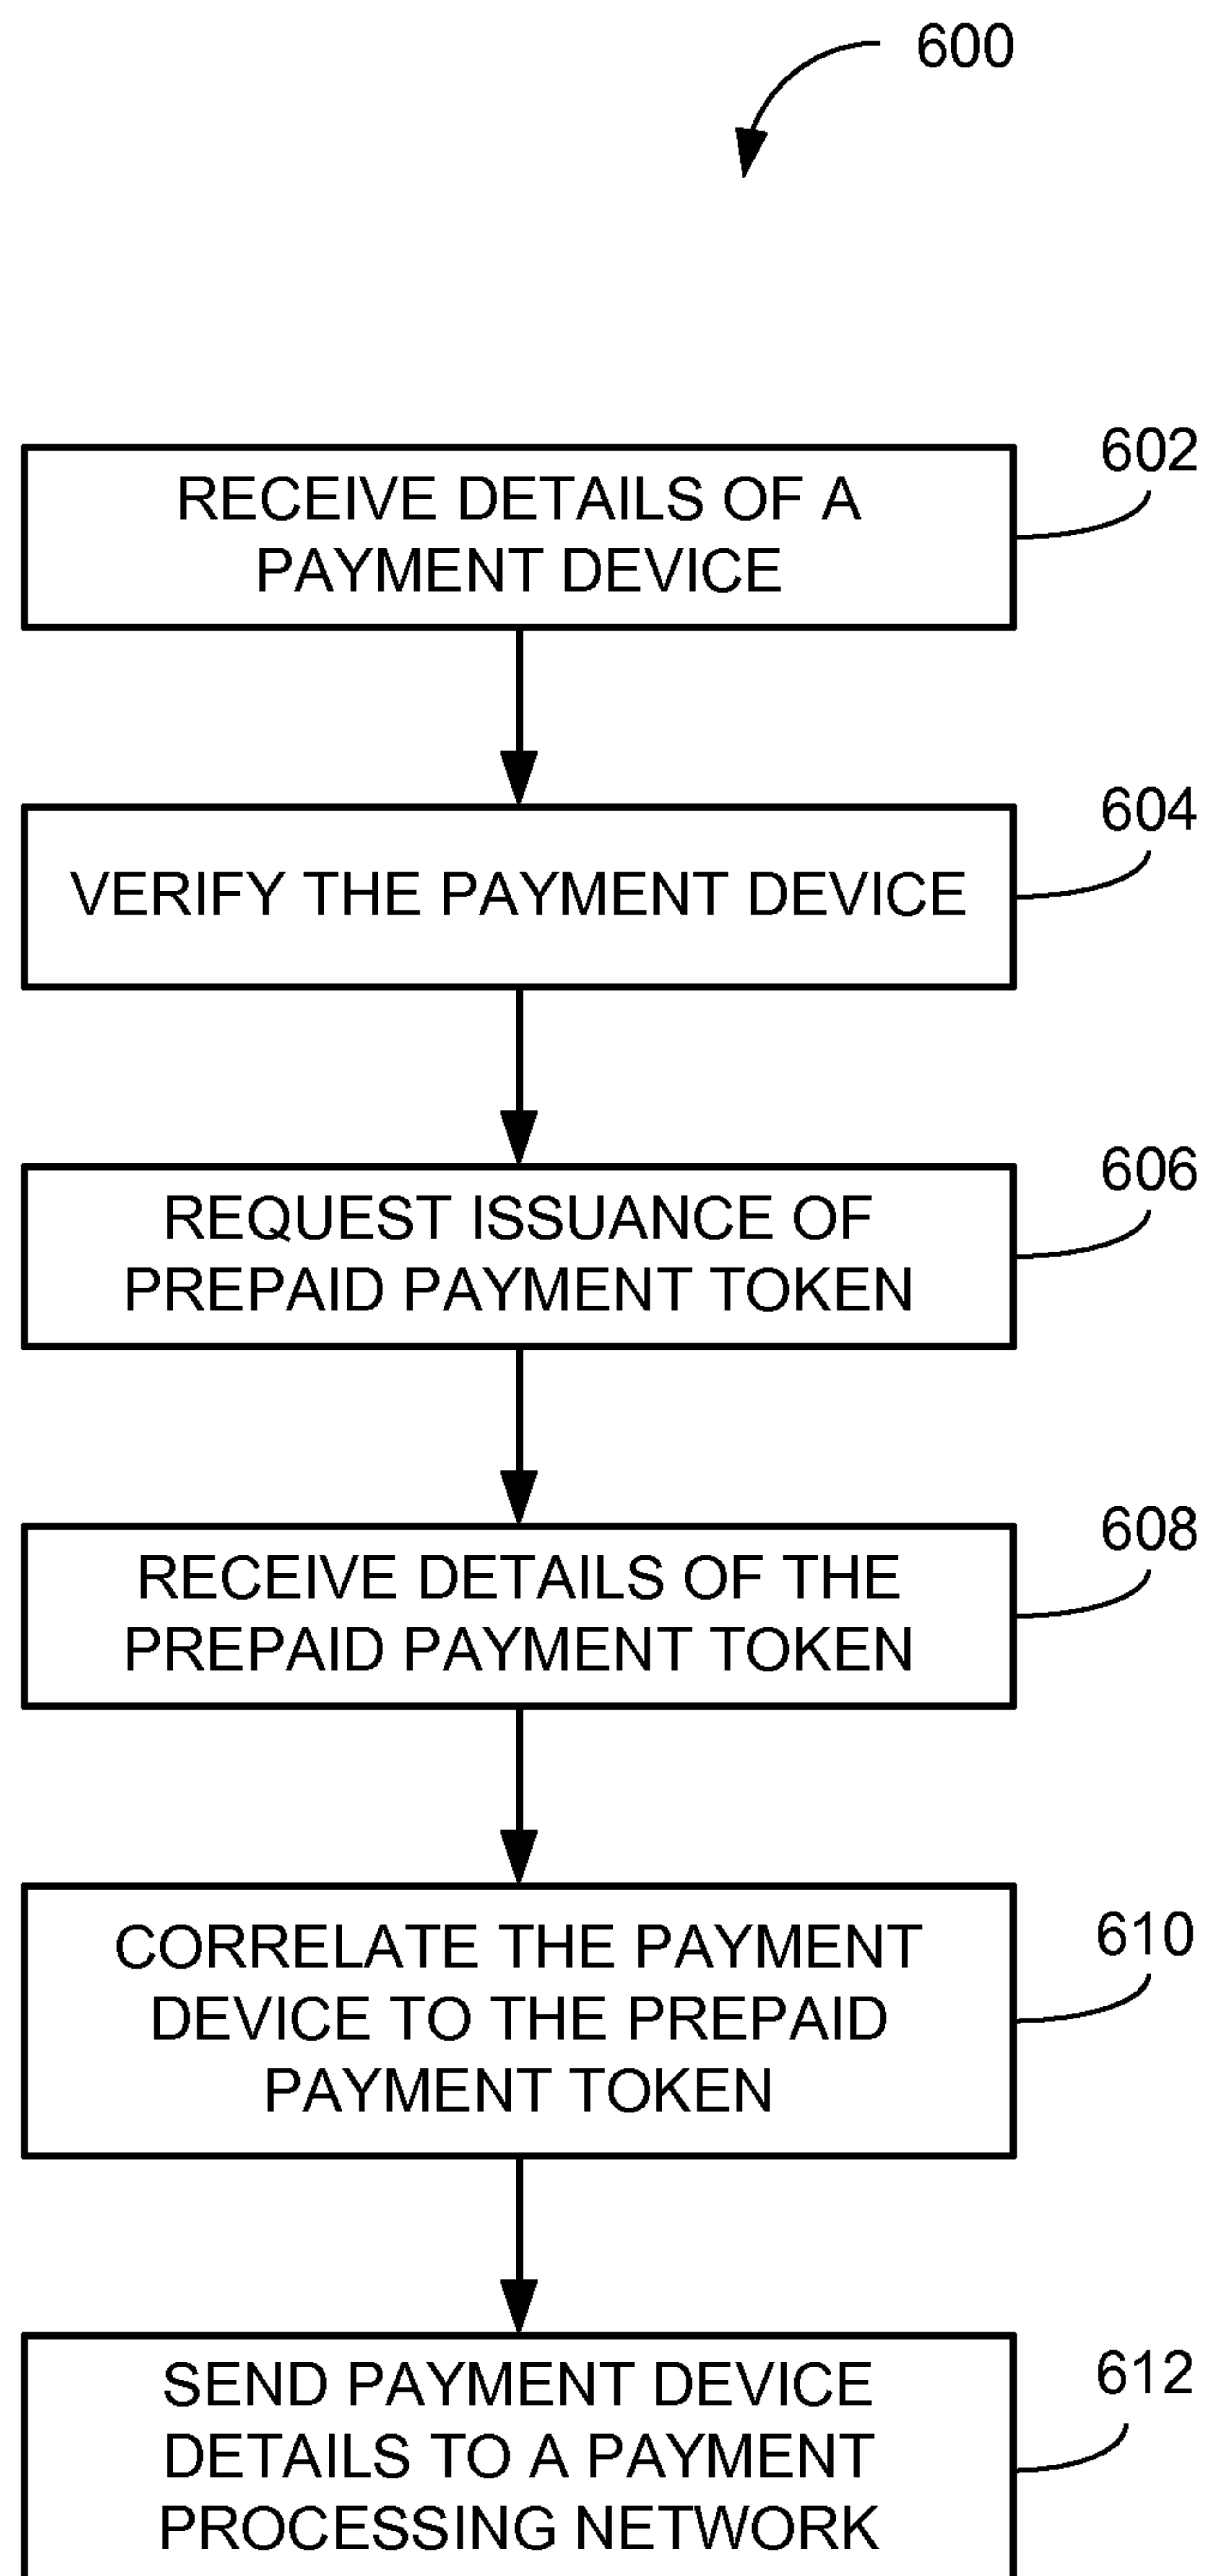 600
602
RECEIVE DETAILS OF A
PAYMENT DEVICE
604
VERIFY THE PAYMENT DEVICE
606
REQUEST ISSUANCE OF
PREPAID PAYMENT TOKEN
608
RECEIVE DETAILS OF THE
PREPAID PAYMENT TOKEN
610
CORRELATE THE PAYMENT
DEVICE TO THE PREPAID
PAYMENT TOKEN
612
SEND PAYMENT DEVICE
DETAILS TO A PAYMENT
PROCESSING NETWORK